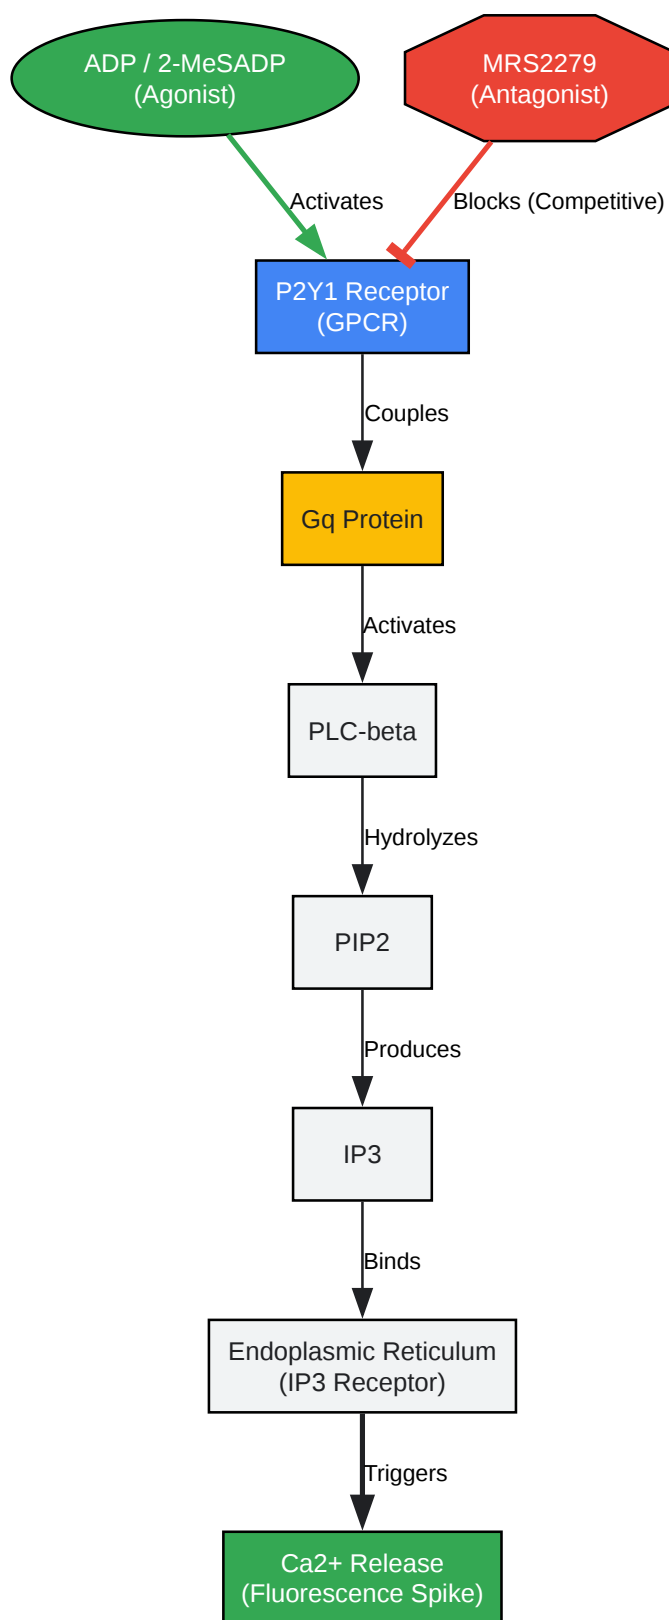 ADP / 2-MeSADP
(Agonist)
MRS2279
(Antagonist)
Activates
Blocks (Competitive)
P2Y1 Receptor
(GPCR)
Couples
Gq Protein
Activates
PLC-beta
Hydrolyzes
PIP2
Produces
IP3
Binds
Endoplasmic Reticulum
(IP3 Receptor)
Triggers
Ca2+ Release
(Fluorescence Spike)